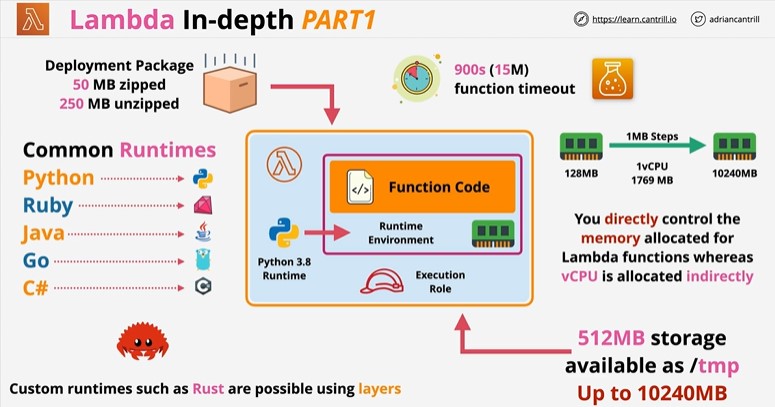 Lambda In-depth PART1
https://learn.cantrill.io
adriancantrill
Deployment Package
50 MB zipped
250 MB unzipped
900s (15M)
function timeout
Common Runtimes
Python
Ruby
Java
Go
C#
Function Code
Runtime
Environment
Python 3.8
Runtime
Execution
Role
1MB Steps
128MB
1vCPU
1769 MB
10240MB
You directly control the
memory allocated for
Lambda functions whereas
vCPU is allocated indirectly
512MB storage
available as /tmp
Up to 10240MB
Custom runtimes such as Rust are possible using layers